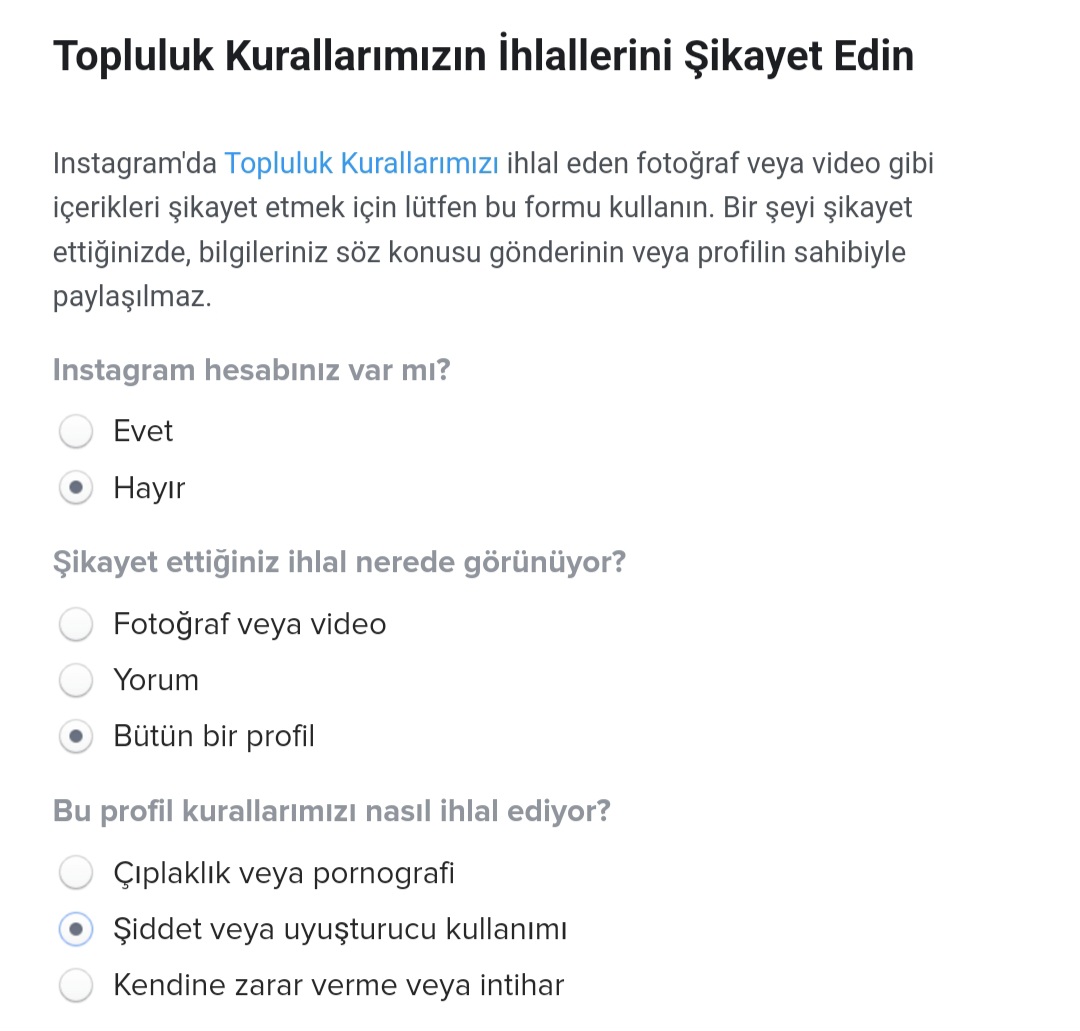 Topluluk Kurallarımızın İhlallerini Şikayet Edin
Instagram'da Topluluk Kurallarımızı ihlal eden fotoğraf veya video gibi
içerikleri şikayet etmek için lütfen bu formu kullanın. Bir şeyi şikayet
ettiğinizde, bilgileriniz söz konusu gönderinin veya profilin sahibiyle
paylaşılmaz.
Instagram hesabınız var mı?
Evet
Hayır
Şikayet ettiğiniz ihlal nerede görünüyor?
Fotoğraf veya video
Yorum
Bütün bir profil
Bu profil kurallarımızı nasıl ihlal ediyor?
Çıplaklık veya pornografi
Şiddet veya uyuşturucu kullanımı
Kendine zarar verme veya intihar